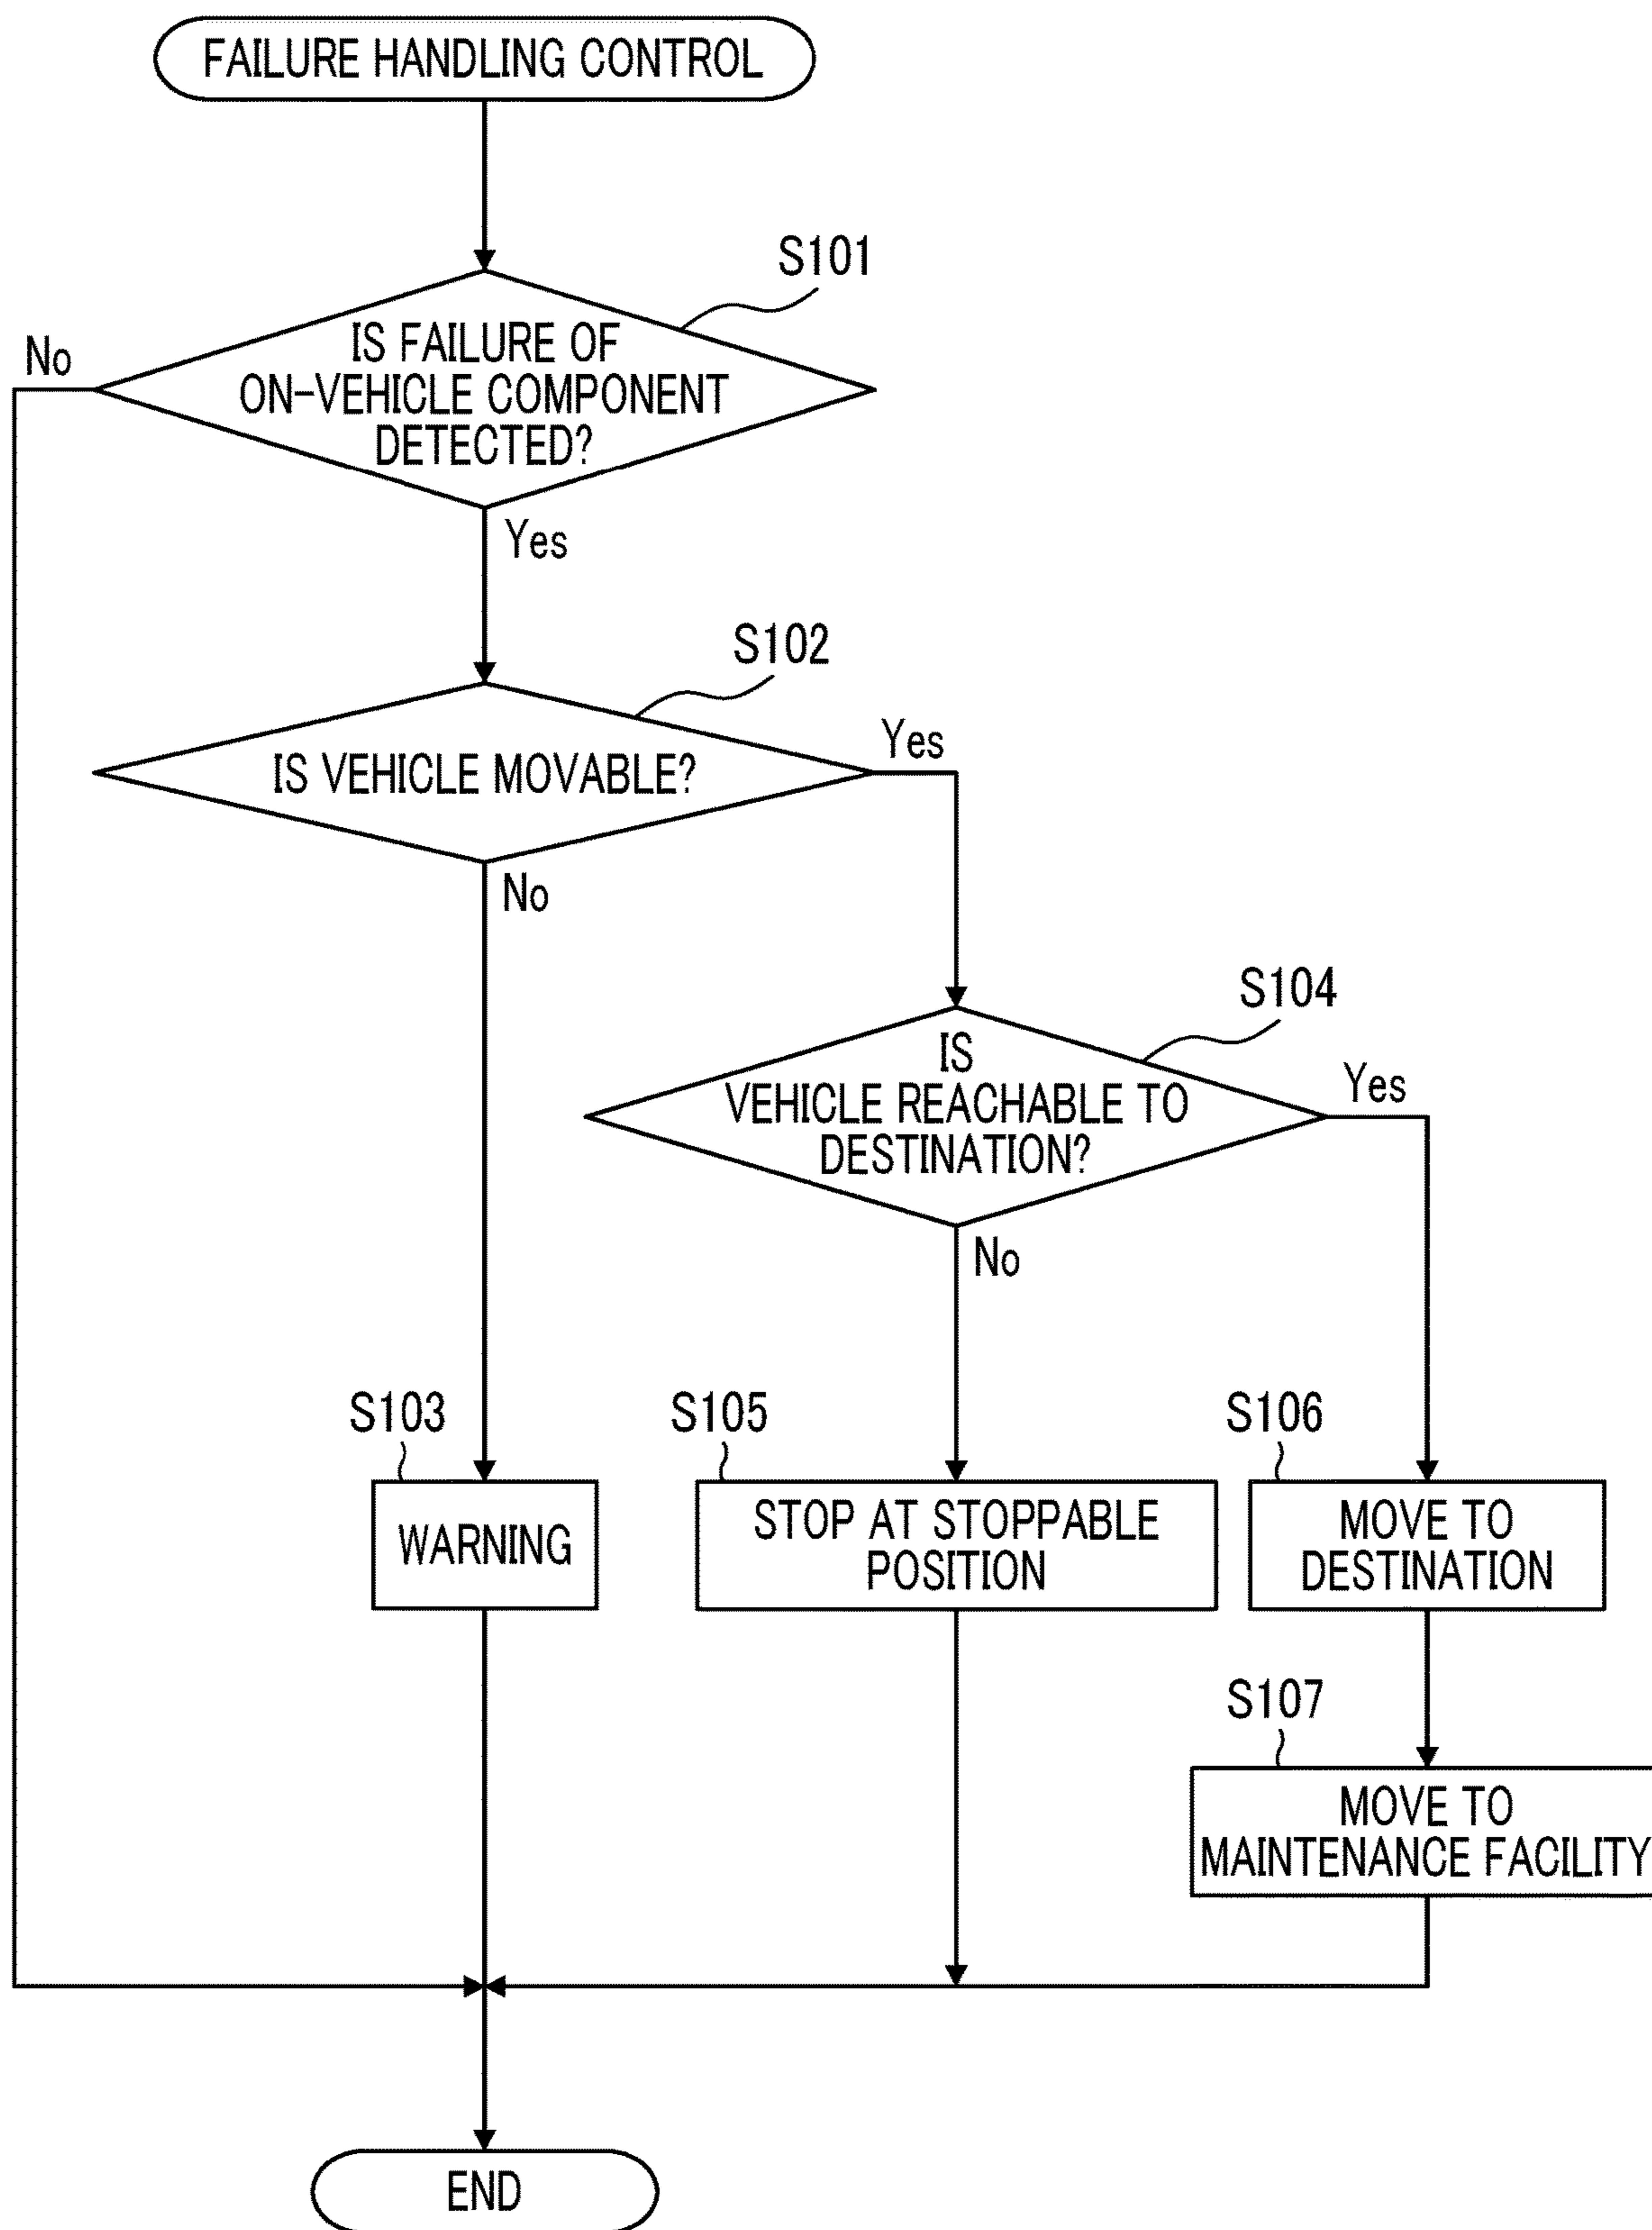 FAILURE HANDLING CONTROL
S101
No
IS FAILURE OF
ON-VEHICLE COMPONENT
DETECTED?
Yes
S102
Yes
IS VEHICLE MOVABLE?
No
S104
IS
VEHICLE REACHABLE TO
DESTINATION?
Yes
No
S103
S105
S106
WARNING
STOP AT STOPPABLE
POSITION
MOVE TO
DESTINATION
S107
MOVE TO
MAINTENANCE FACILITY
END